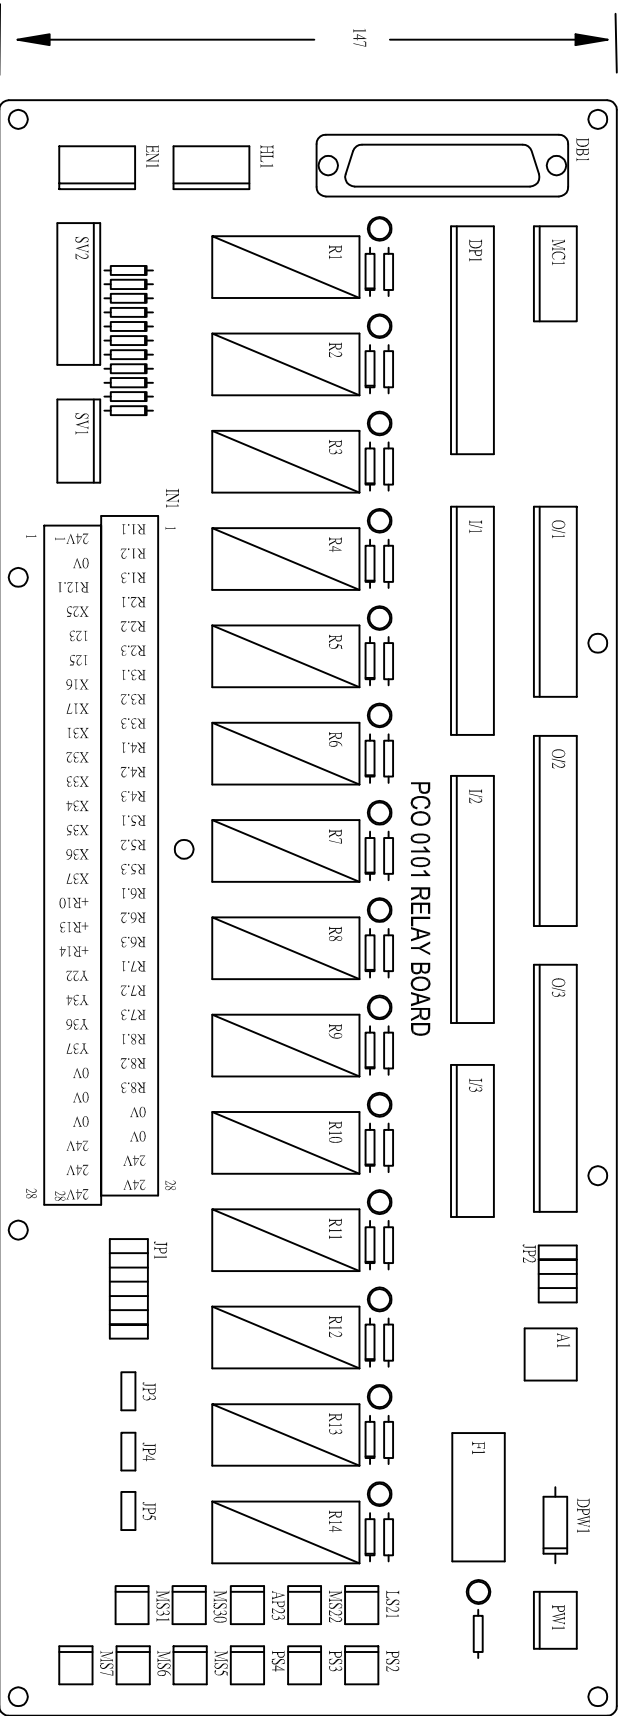 147
DB1
HL1
EN1
MC1
DP1
SV2
SV1
R1
R2
R3
R4
R5
R6
R7
R8
R9
R10
R11
R12
R13
R14
O/1
O/2
O/3
I/1
I/2
I/3
PCO 0101 RELAY BOARD
IN1
1
R1.1
R1.2
R1.3
R2.1
R2.2
R2.3
R3.1
R3.2
R3.3
R4.1
R4.2
R4.3
R5.1
R5.2
R5.3
R6.1
R6.2
R6.3
R7.1
R7.2
R7.3
R8.1
R8.2
R8.3
0V
0V
24V
24V
28
1
24V 1
0V
R12.1
X25
123
125
X16
X17
X31
X32
X33
X34
X35
X36
X37
+R10
+R13
+R14
Y22
Y34
Y36
Y37
0V
0V
0V
24V
24V
24V
28
28
JP1
JP2
A1
JP3
JP4
JP5
F1
DPW1
PW1
LS21
MS22
AP23
MS30
MS31
PS2
PS3
PS4
MS5
MS6
MS7